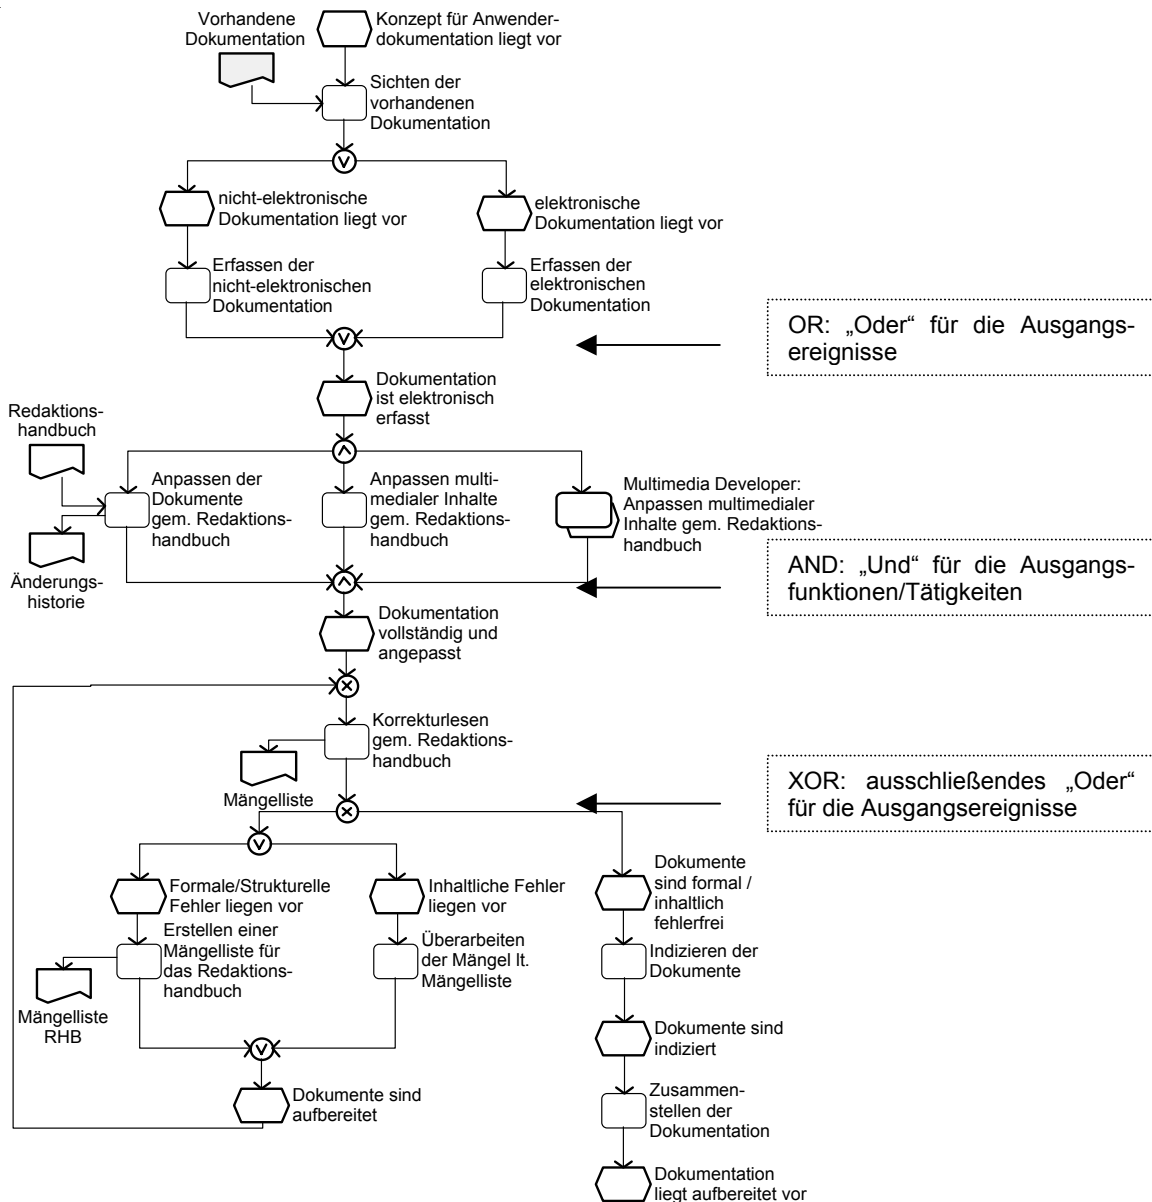 Vorhandene
Dokumentation
Konzept für Anwender-
dokumentation liegt vor
Sichten der
vorhandenen
Dokumentation
V
nicht-elektronische
Dokumentation liegt vor
elektronische
Dokumentation liegt vor
Erfassen der
nicht-elektronischen
Dokumentation
Erfassen der
elektronischen
Dokumentation
OR: „Oder“ für die Ausgangs-
ereignisse
V
Dokumentation
ist elektronisch
erfasst
Redaktions-
handbuch
Anpassen der
Dokumente
gem. Redaktions-
handbuch
Anpassen multi-
medialer Inhalte
gem. Redaktions-
handbuch
Multimedia Developer:
Anpassen multimedialer
Inhalte gem. Redaktions-
handbuch
Änderungs-
historie
AND: „Und“ für die Ausgangs-
funktionen/Tätigkeiten
Dokumentation
vollständig und
angepasst
Korrekturlesen
gem. Redaktions-
handbuch
Mängelliste
XOR: ausschließendes „Oder“
für die Ausgangsereignisse
V
Formale/Strukturelle
Fehler liegen vor
Inhaltliche Fehler
liegen vor
Dokumente
sind formal /
inhaltlich
fehlerfrei
Erstellen einer
Mängelliste für
das Redaktions-
handbuch
Überarbeiten
der Mängel lt.
Mängelliste
Indizieren der
Dokumente
Mängelliste
RHB
V
Dokumente sind
indiziert
Dokumente sind
aufbereitet
Zusammen-
stellen der
Dokumentation
Dokumentation
liegt aufbereitet vor